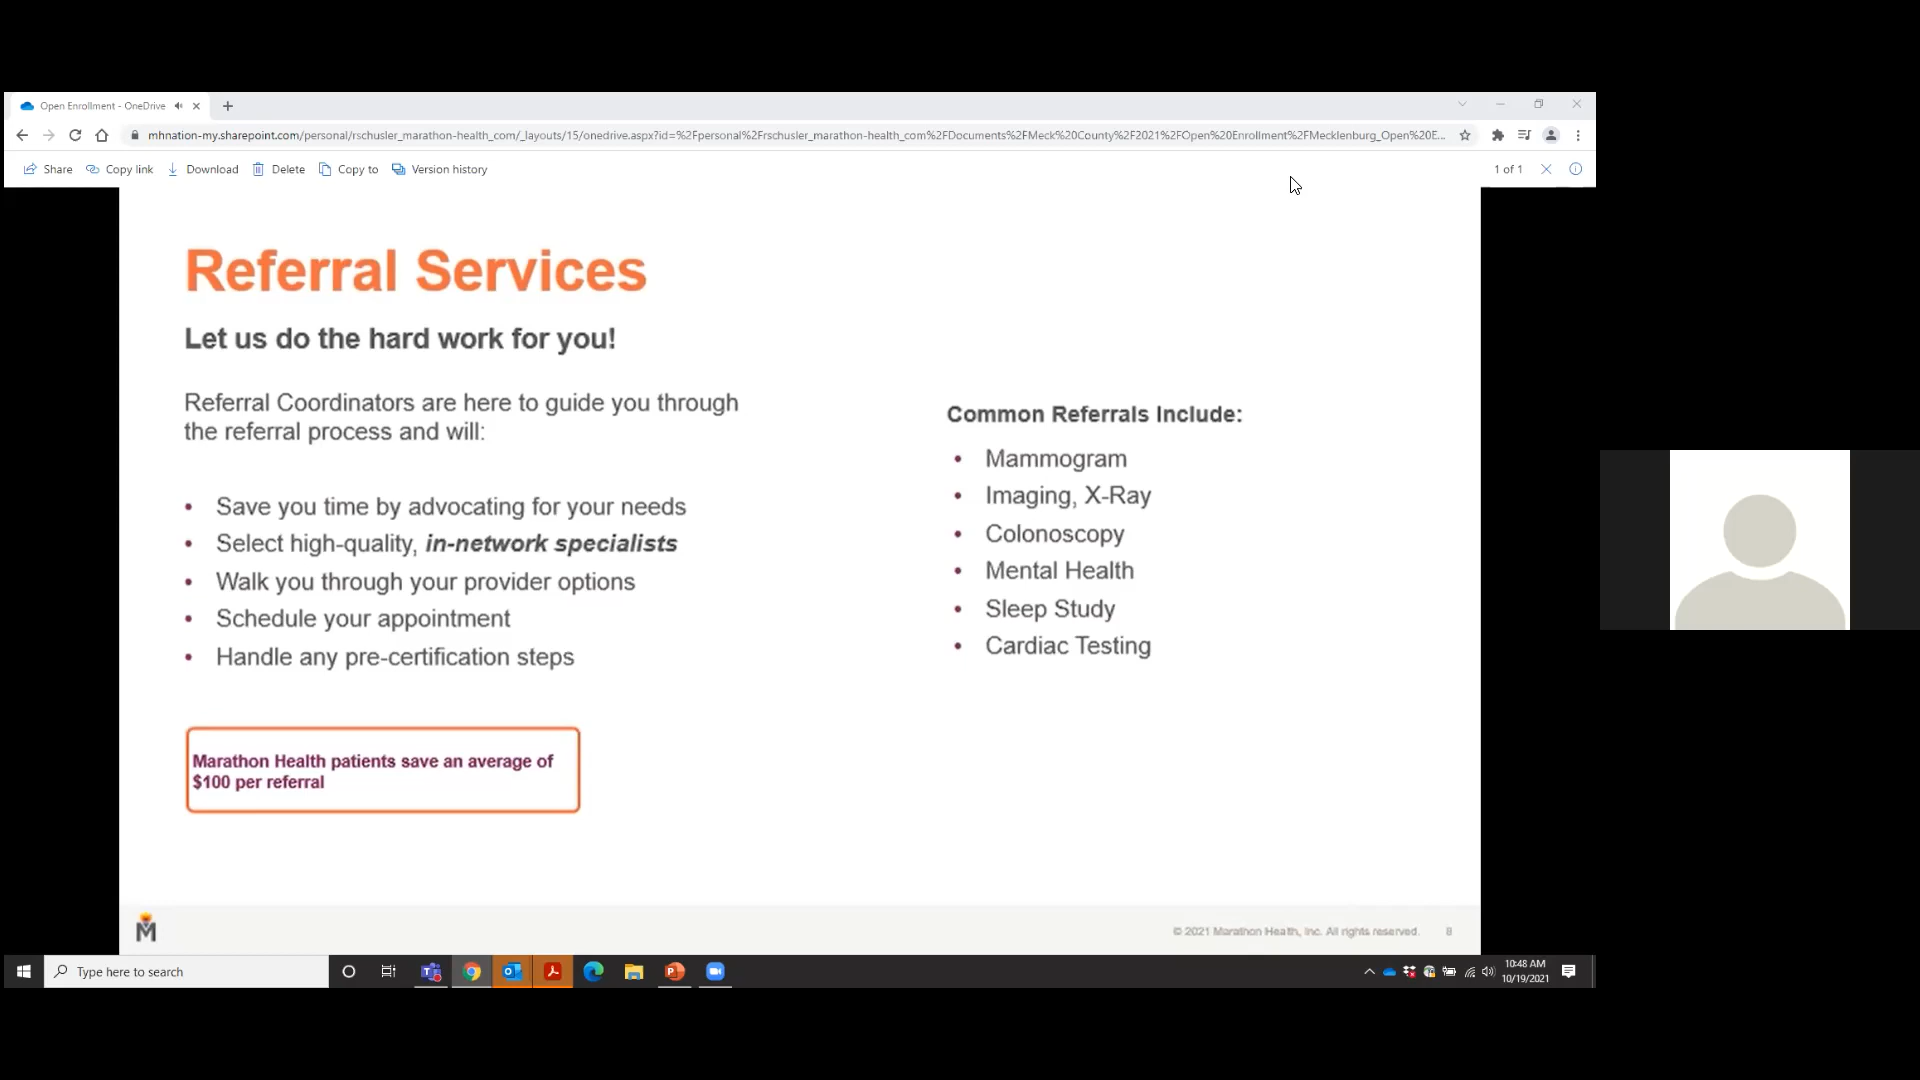 Open Enrollment - OneDrive
mhnation-my.sharepoint.com/personal/rschusler_marathon-health_com/_layouts/15/onedrive.aspx?id=%2Fpersonal%2Frschusler_marathon-health_com%2FDocuments%2FMeck%20County%2F2021%2FOpen%20Enrollment%2FMecklenburg_Open%20E...
Share Copy link Download Delete Copy to Version history 1 of 1
Referral Services
Let us do the hard work for you!
Referral Coordinators are here to guide you through
the referral process and will:
• Save you time by advocating for your needs
• Select high-quality, in-network specialists
• Walk you through your provider options
• Schedule your appointment
• Handle any pre-certification steps
Marathon Health patients save an average of
$100 per referral
Common Referrals Include:
• Mammogram
• Imaging, X-Ray
• Colonoscopy
• Mental Health
• Sleep Study
• Cardiac Testing
M
© 2021 Marathon Health, Inc. All rights reserved. 8
Type here to search
10:48 AM
10/19/2021